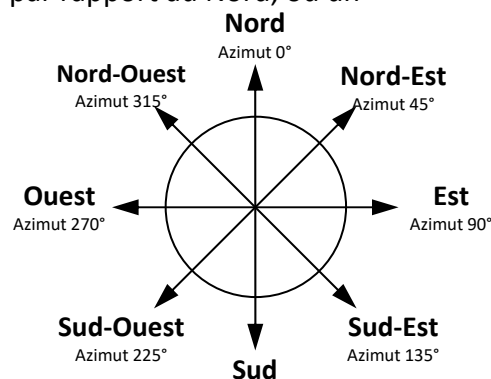 par rapport au Nord, ou un
Nord
Azimut 0°
Nord-Ouest
Azimut 315°
Nord-Est
Azimut 45°
Ouest
Azimut 270°
Est
Azimut 90°
Sud-Ouest
Azimut 225°
Sud-Est
Azimut 135°
Sud